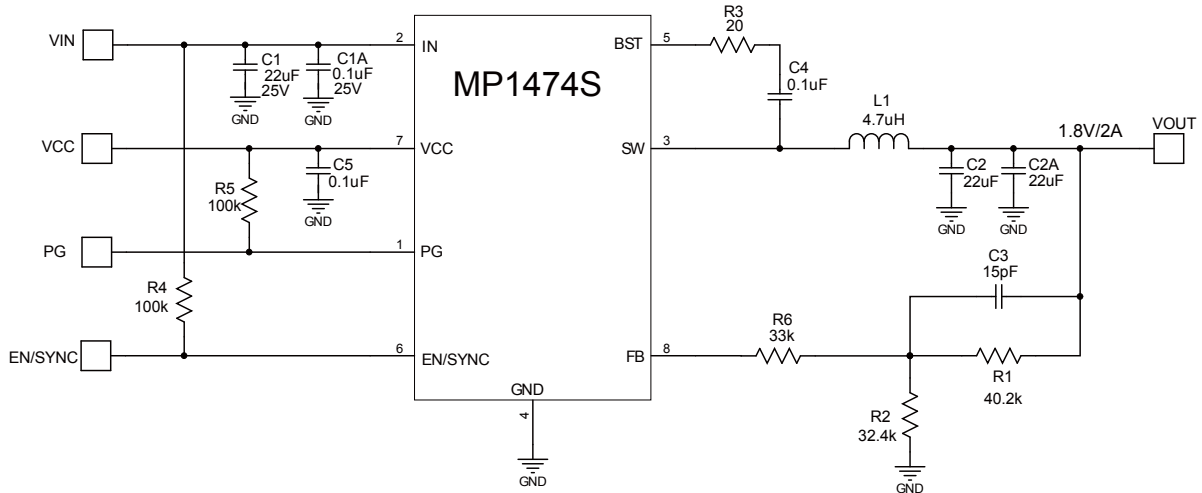 VIN
2
IN
C1
22uF
25V
GND
C1A
0.1uF
25V
GND
MP1474S
BST
5
R3
20
C4
0.1uF
VCC
7
VCC
C5
0.1uF
GND
R5
100k
SW
3
L1
4.7uH
1.8V/2A
VOUT
C2
22uF
GND
C2A
22uF
GND
PG
1
PG
R4
100k
C3
15pF
EN/SYNC
6
EN/SYNC
FB
8
R6
33k
R1
40.2k
R2
32.4k
GND
GND
4
GND